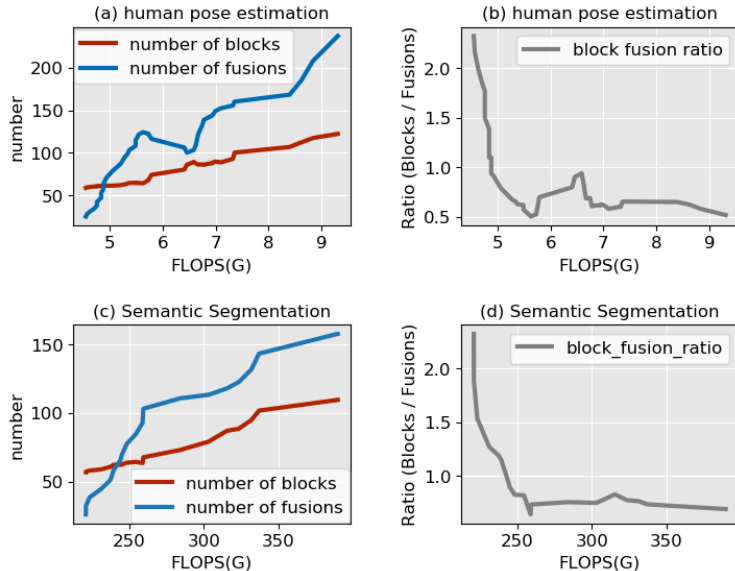 (a) human pose estimation
number of blocks
number of fusions
200
150
100
50
number
5
6
7
8
9
FLOPS(G)
(b) human pose estimation
block fusion ratio
2.0
1.5
1.0
0.5
Ratio (Blocks / Fusions)
5
6
7
8
9
FLOPS(G)
(c) Semantic Segmentation
150
100
50
number
number of blocks
number of fusions
250
300
350
FLOPS(G)
(d) Semantic Segmentation
block_fusion_ratio
2.0
1.5
1.0
Ratio (Blocks / Fusions)
250
300
350
FLOPS(G)